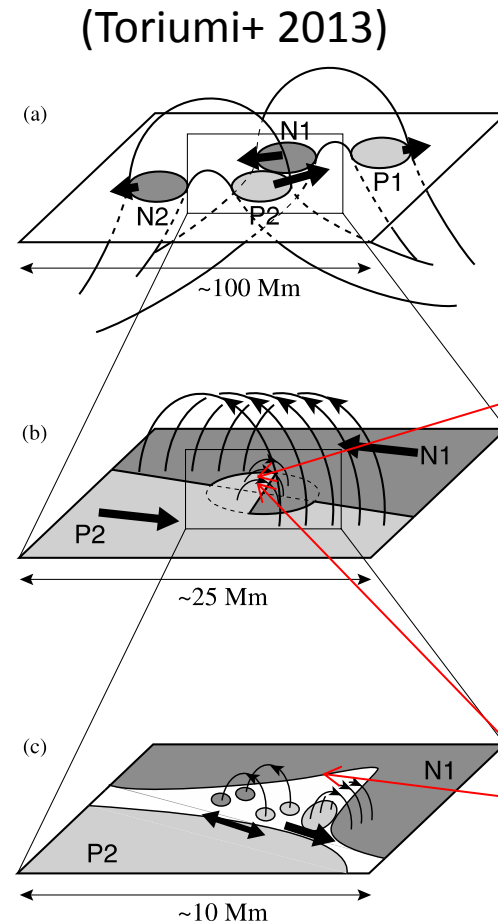 (Toriumi+ 2013)
(a)
N1
P1
N2
P2
~100 Mm
(b)
N1
P2
~25 Mm
(c)
N1
P2
~10 Mm